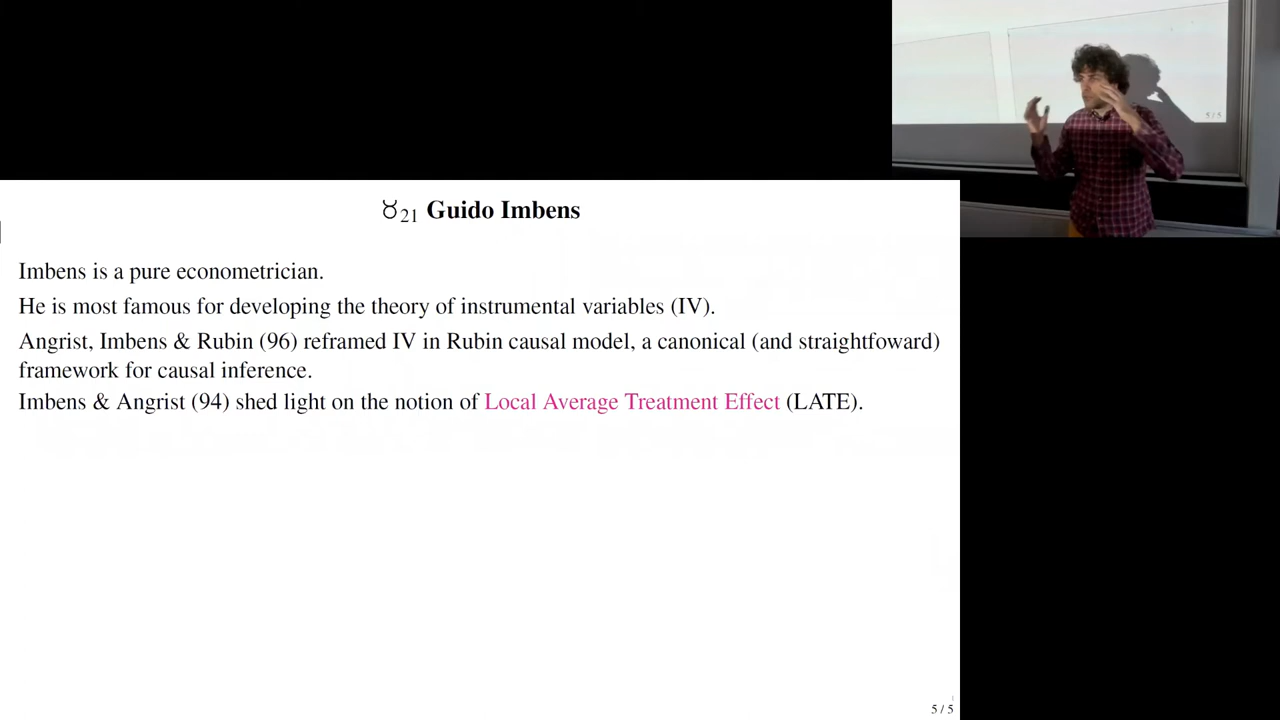 ♉21 Guido Imbens
Imbens is a pure econometrician.
He is most famous for developing the theory of instrumental variables (IV).
Angrist, Imbens & Rubin (96) reframed IV in Rubin causal model, a canonical (and straightfoward)
framework for causal inference.
Imbens & Angrist (94) shed light on the notion of Local Average Treatment Effect (LATE).
5 / 5
5 / 5